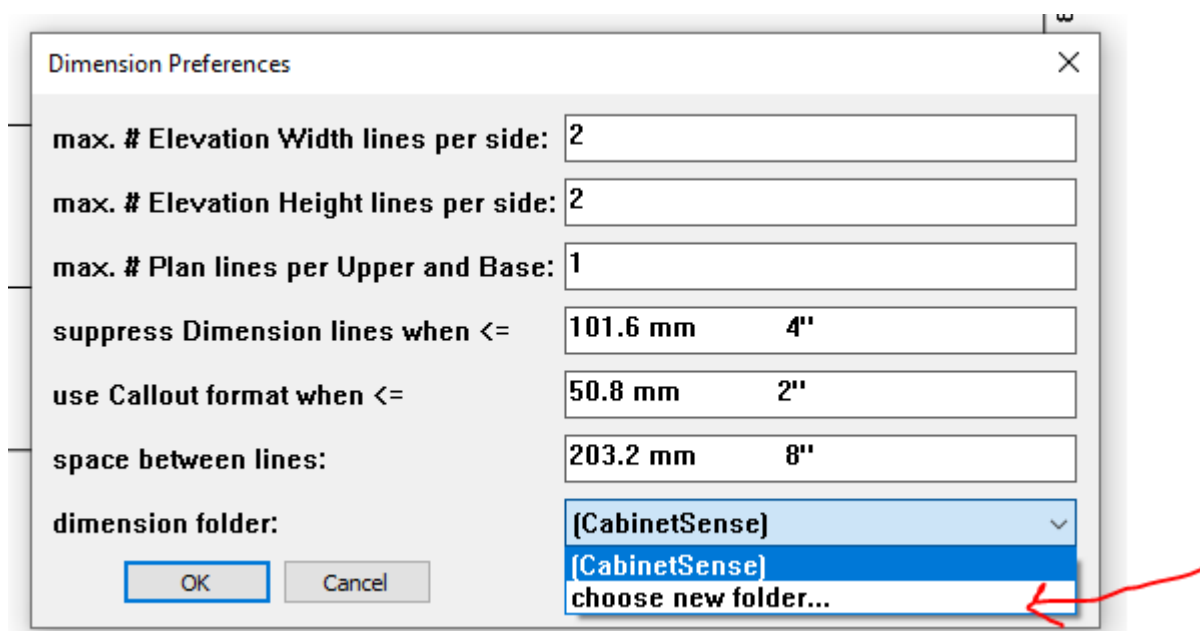 Dimension Preferences
max. # Elevation Width lines per side: 2
max. # Elevation Height lines per side: 2
max. # Plan lines per Upper and Base: 1
suppress Dimension lines when <= 101.6 mm 4"
use Callout format when <= 50.8 mm 2"
space between lines: 203.2 mm 8"
dimension folder: (CabinetSense)
(CabinetSense)
choose new folder...
OK Cancel